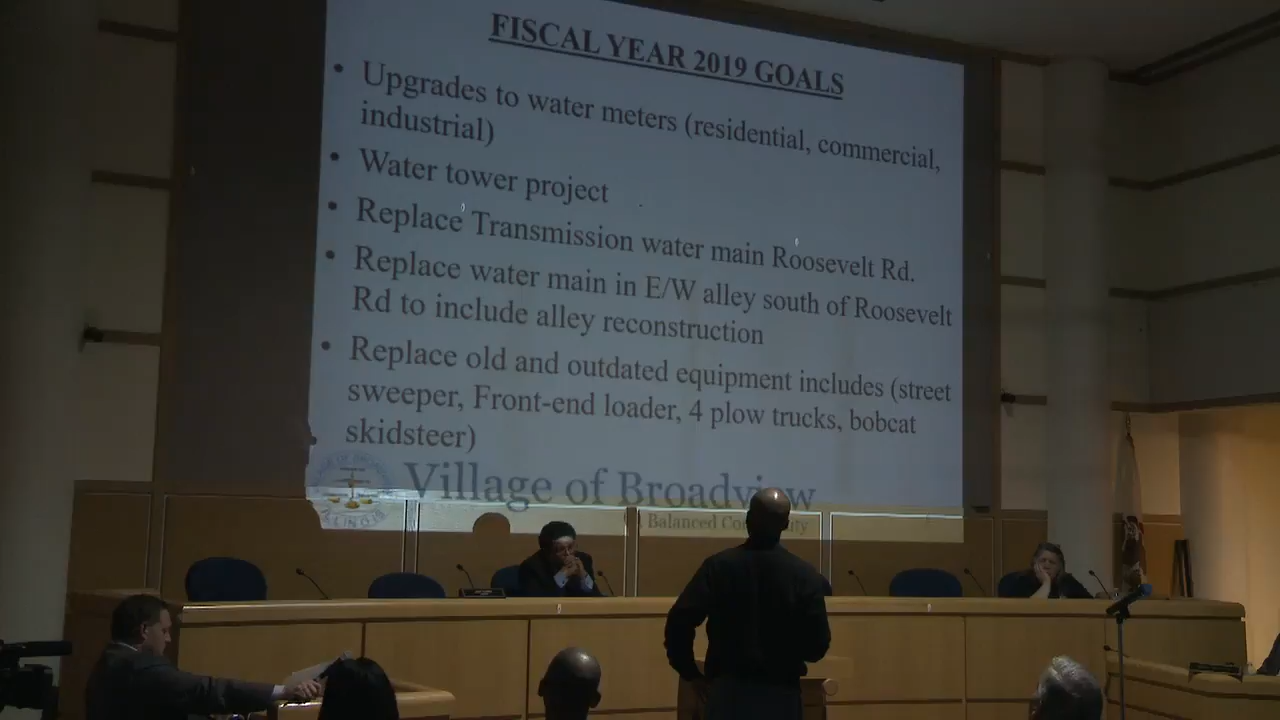 FISCAL YEAR 2019 GOALS
• Upgrades to water meters (residential, commercial,
industrial)
• Water tower project
• Replace Transmission water main Roosevelt Rd.
• Replace water main in E/W alley south of Roosevelt
Rd to include alley reconstruction
• Replace old and outdated equipment includes (street
sweeper, Front-end loader, 4 plow trucks, bobcat
skidsteer)
Village of Broadview
ILLINOIS
A Balanced Community